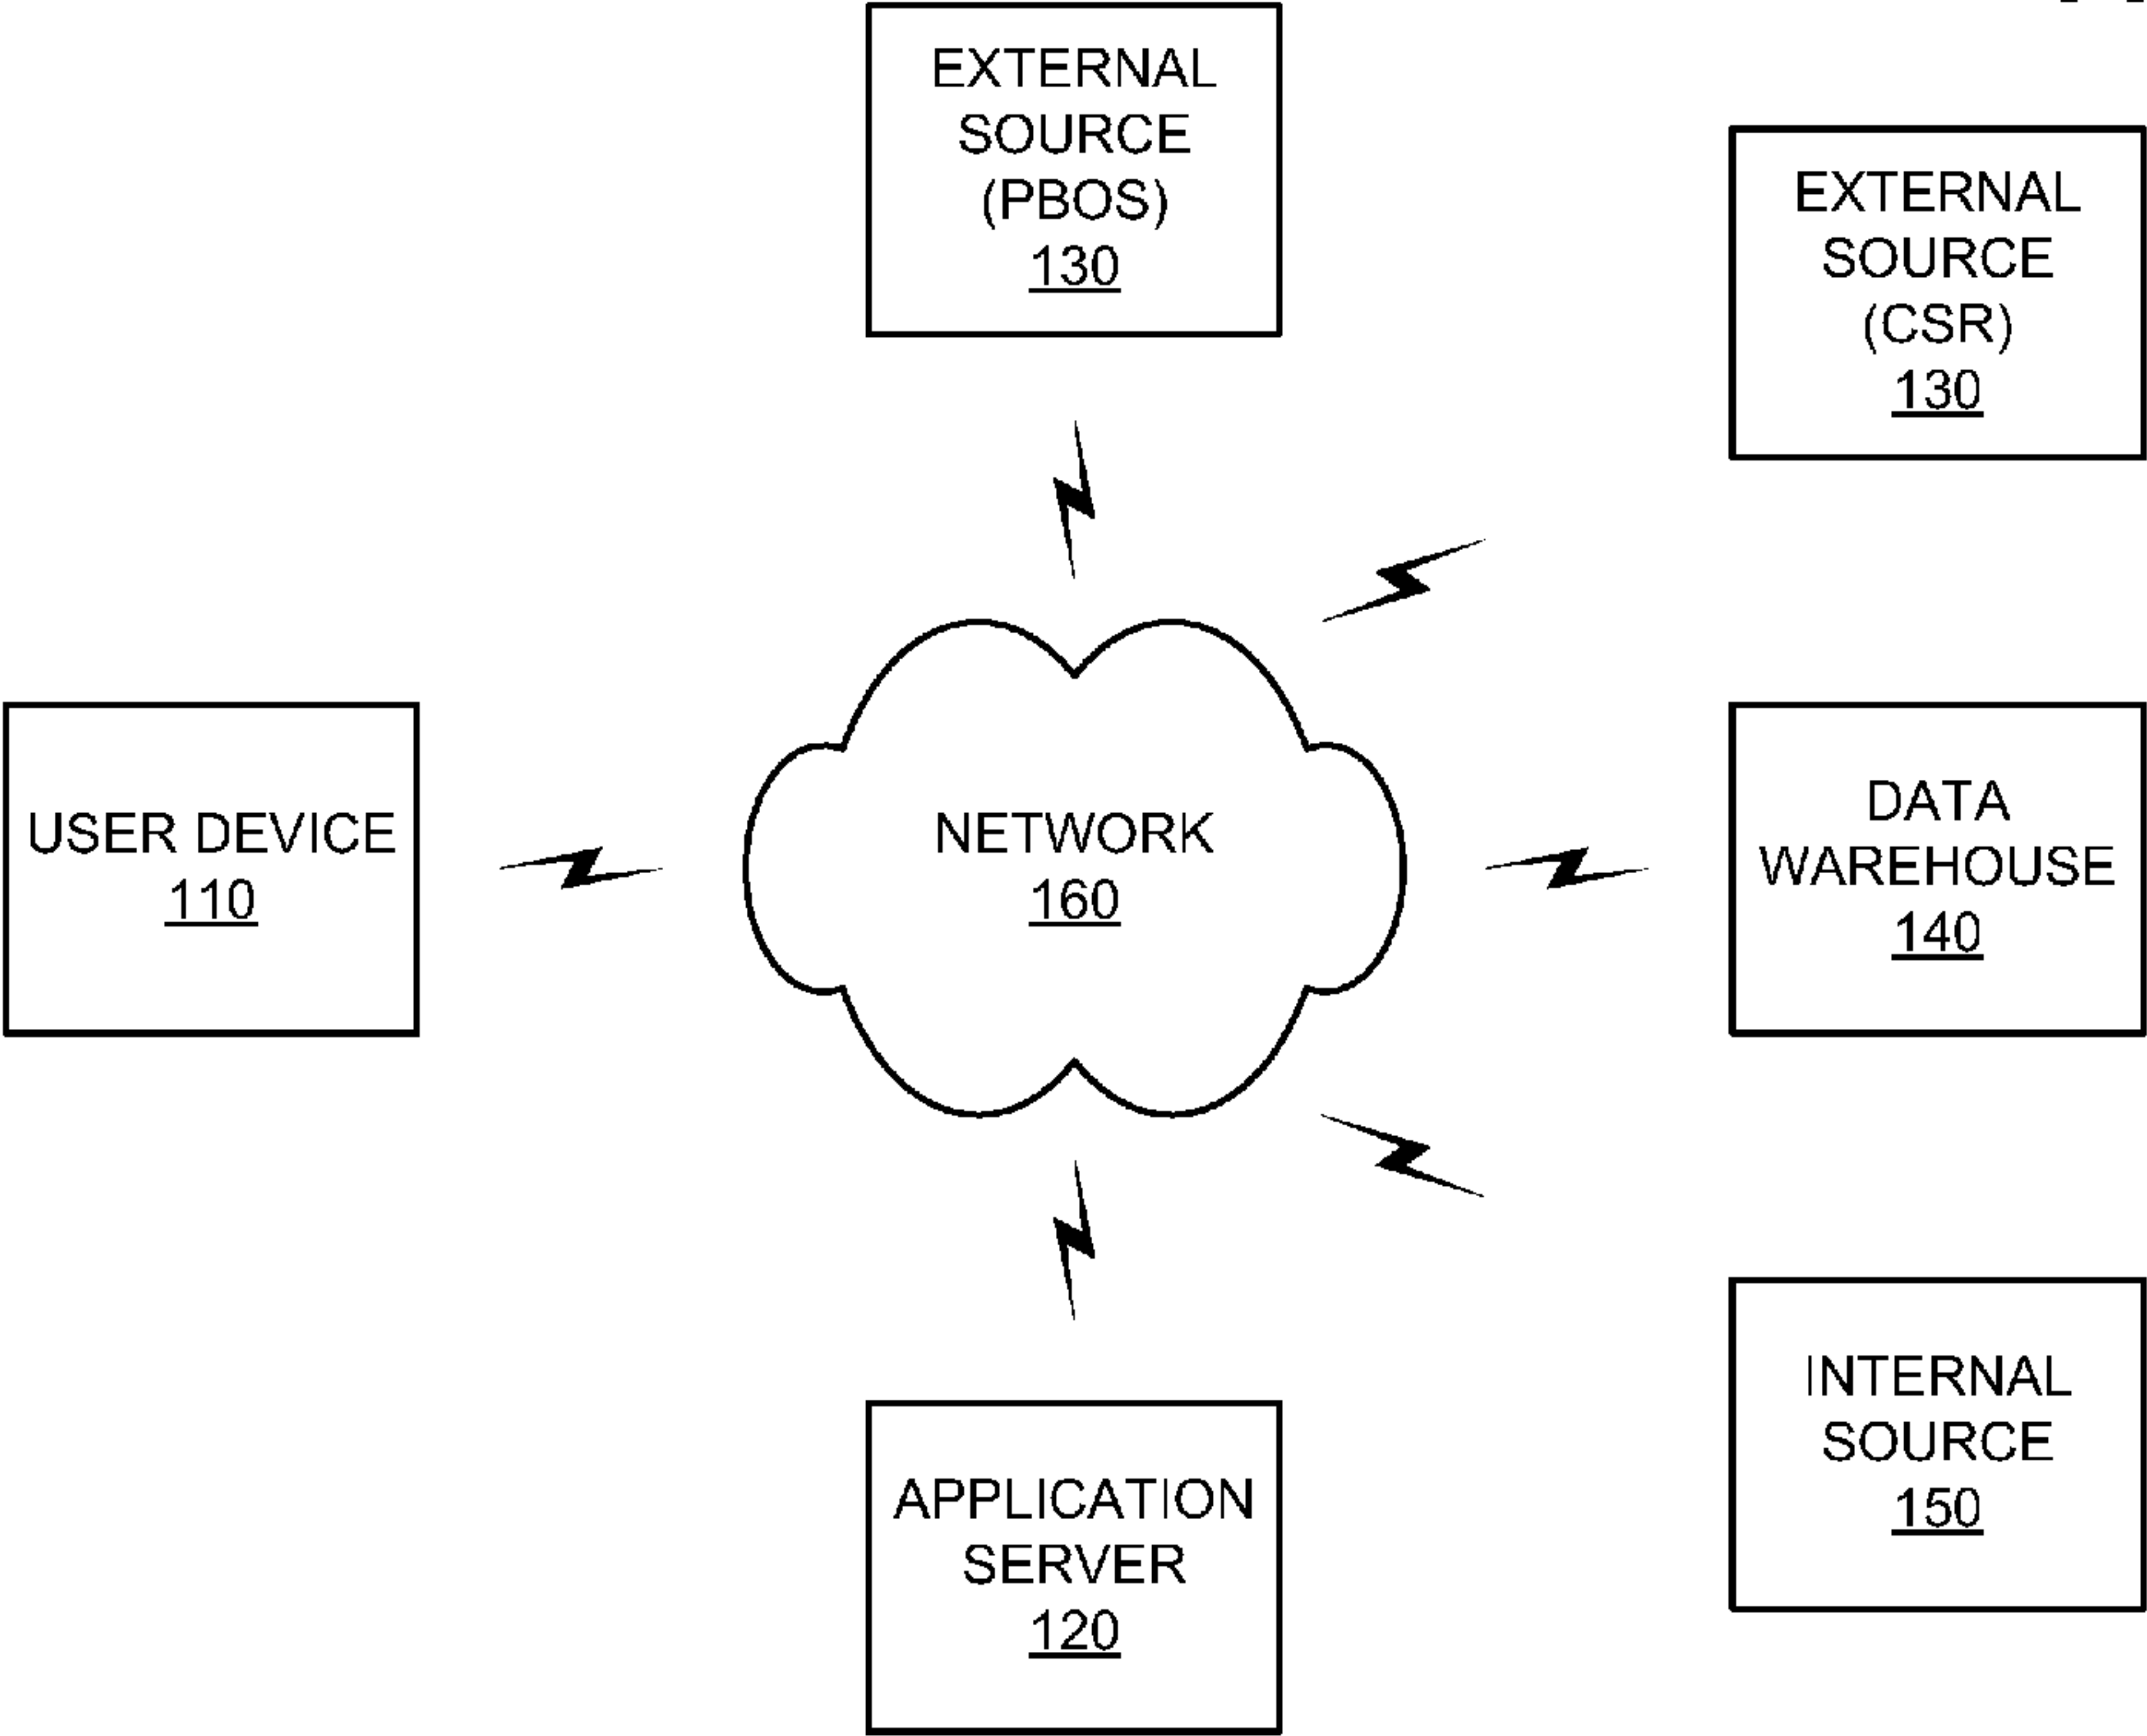 EXTERNAL
SOURCE
(PBOS)
130
EXTERNAL
SOURCE
(CSR)
130
USER DEVICE
110
NETWORK
160
DATA
WAREHOUSE
140
INTERNAL
SOURCE
150
APPLICATION
SERVER
120